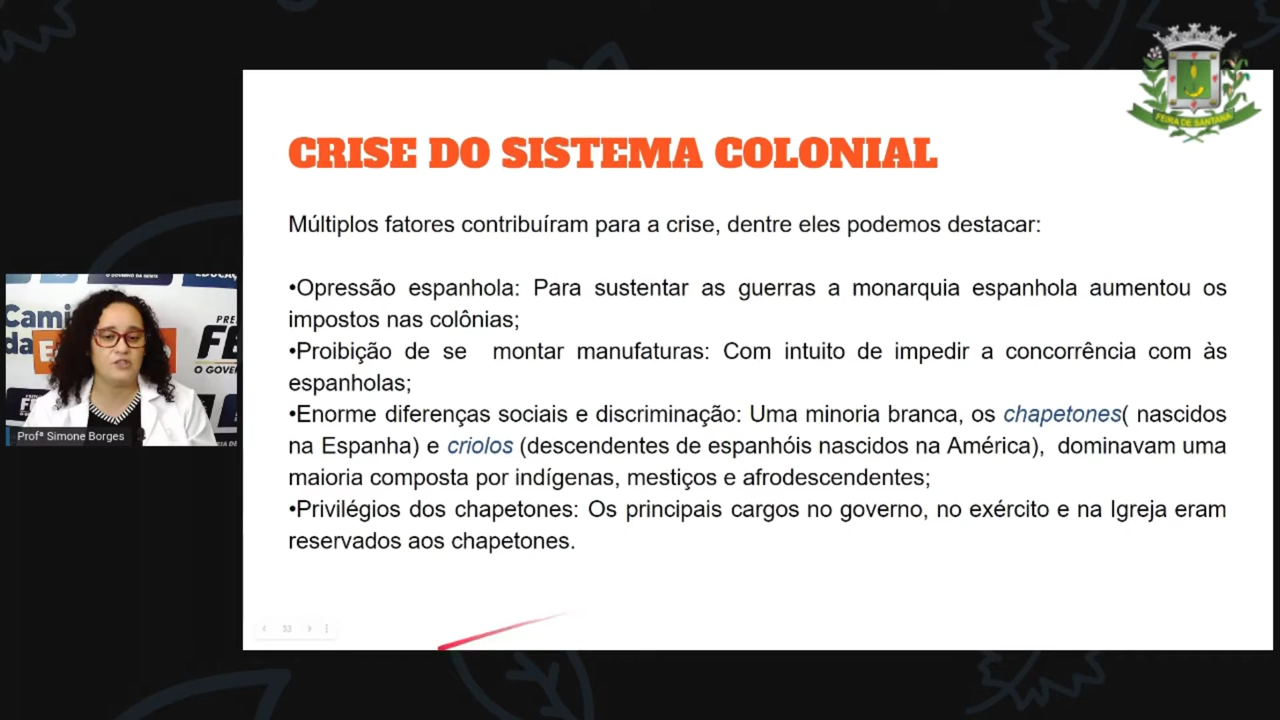 FEIRA DE SANTANA
CRISE DO SISTEMA COLONIAL
Múltiplos fatores contribuíram para a crise, dentre eles podemos destacar:
•Opressão espanhola: Para sustentar as guerras a monarquia espanhola aumentou os
impostos nas colônias;
•Proibição de se montar manufaturas: Com intuito de impedir a concorrência com às
espanholas;
•Enorme diferenças sociais e discriminação: Uma minoria branca, os chapetones( nascidos
na Espanha) e criolos (descendentes de espanhóis nascidos na América), dominavam uma
maioria composta por indígenas, mestiços e afrodescendentes;
•Privilégios dos chapetones: Os principais cargos no governo, no exército e na Igreja eram
reservados aos chapetones.
Profª Simone Borges
53